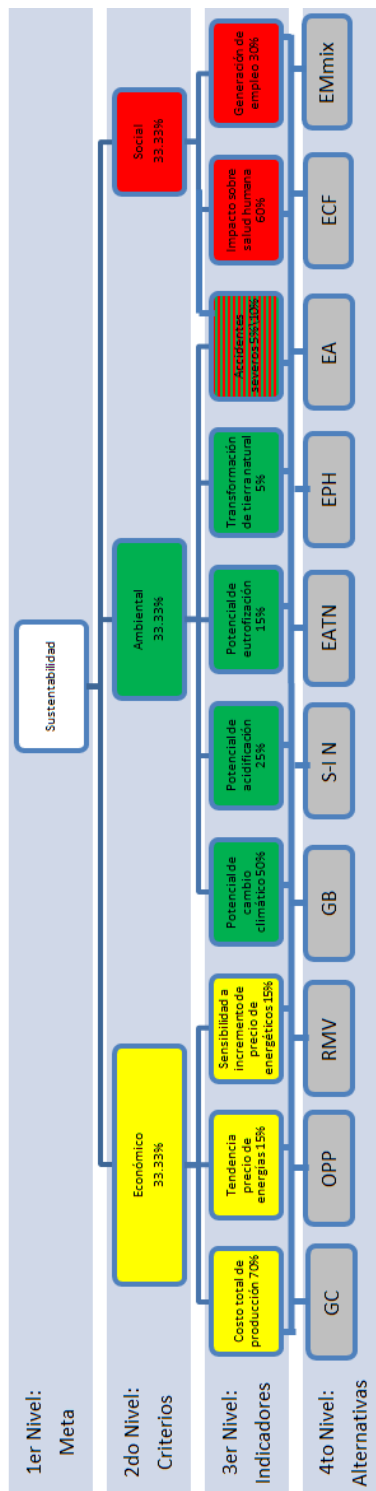 1er Nivel:
Meta
Sustentabilidad
2do Nivel:
Criterios
Económico
33.33%
Ambiental
33.33%
Social
33.33%
3er Nivel:
Indicadores
Costo total de
producción 70%
Tendencia
precio de
energías 15%
Sensibilidad a
incremento de
precio de
energéticos 15%
Potencial de
cambio
climático 50%
Potencial de
acidificación
25%
Potencial de
eutrofización
15%
Transformación
de tierra natural
5%
Accidentes
severos 5%\10%
Impacto sobre
salud humana
60%
Generación de
empleo 30%
4to Nivel:
Alternativas
GC
OPP
RMV
GB
S-I N
EATN
EPH
EA
ECF
EMmix